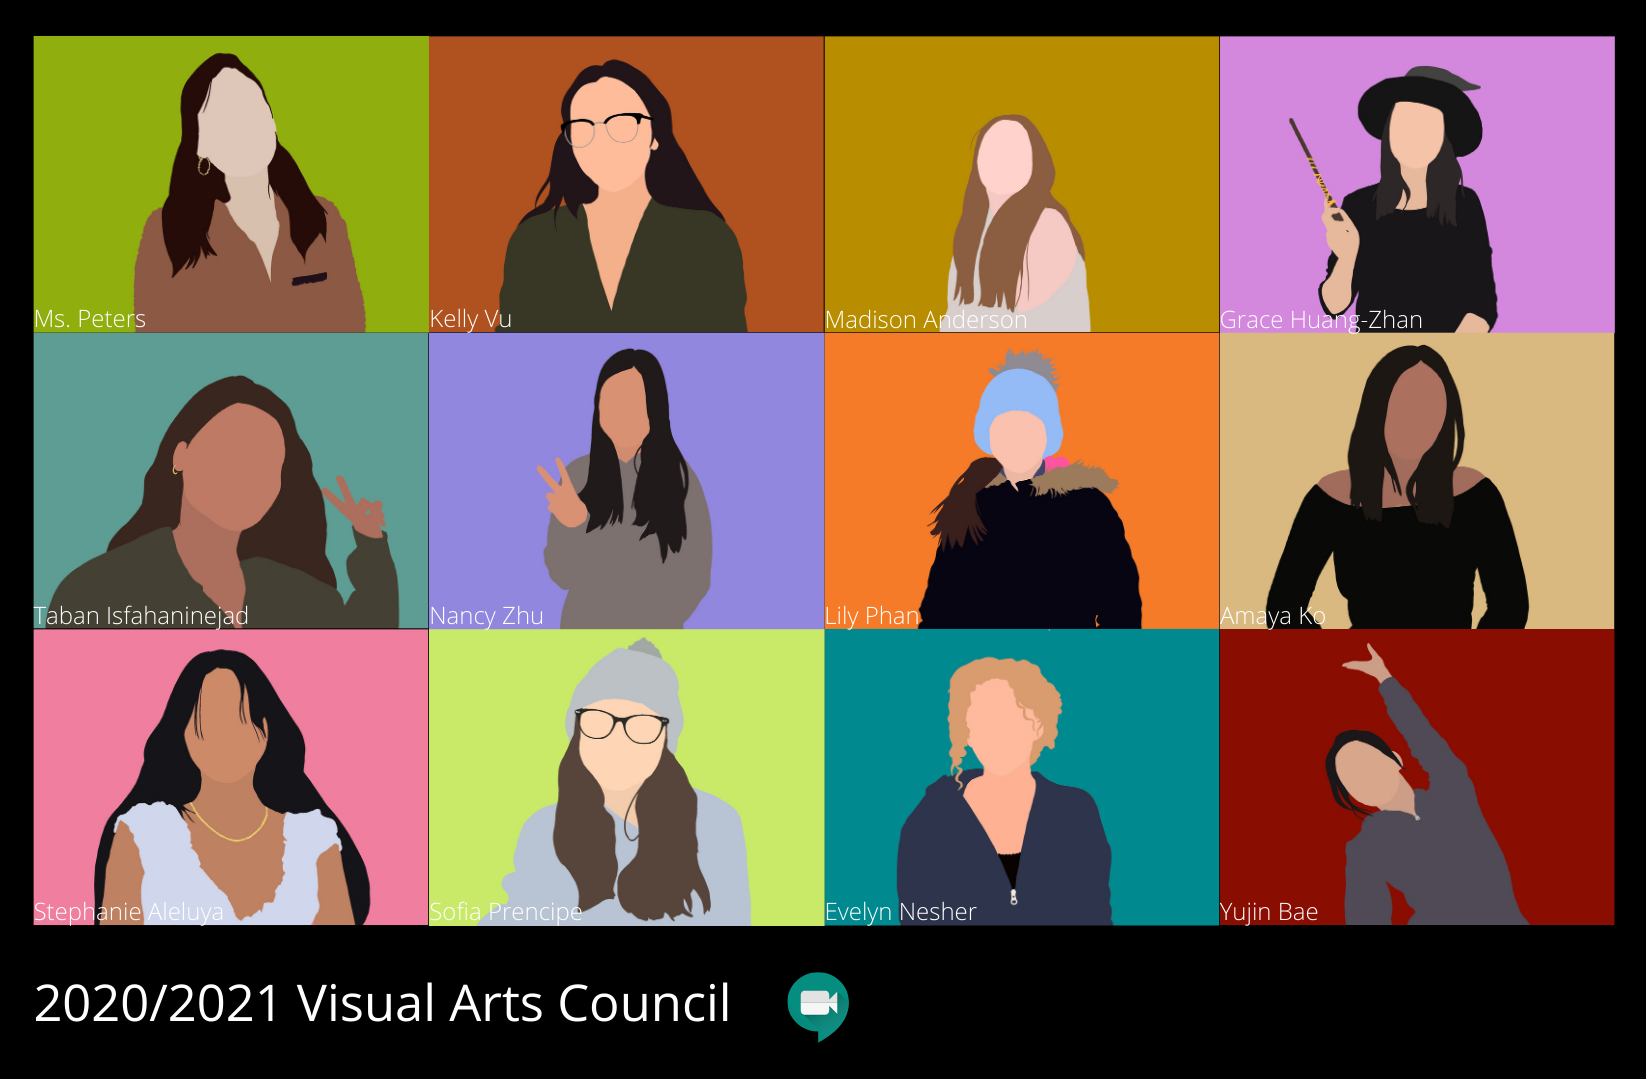 Ms. Peters
Kelly Vu
Madison Anderson
Grace Huang-Zhan
Taban Isfahaninejad
Nancy Zhu
Lily Phan
Amaya Ko
Stephanie Aleluya
Sofia Prencipe
Evelyn Nesher
Yujin Bae
2020/2021 Visual Arts Council